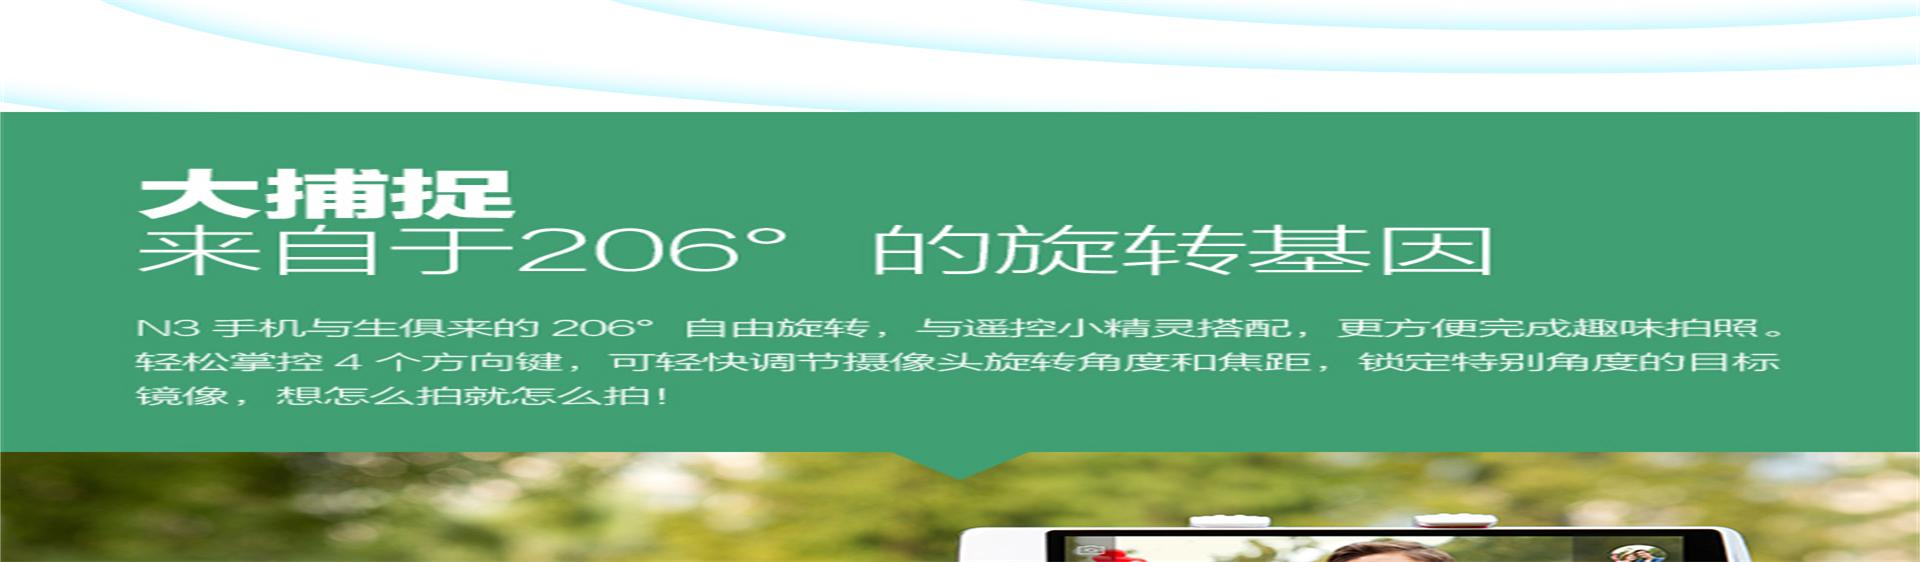 大捕捉
来自于206° 的旋转基因
N3 手机与生俱来的 206° 自由旋转，与遥控小精灵搭配，更方便完成趣味拍照。
轻松掌控 4 个方向键，可轻快调节摄像头旋转角度和焦距，锁定特别角度的目标
镜像，想怎么拍就怎么拍！